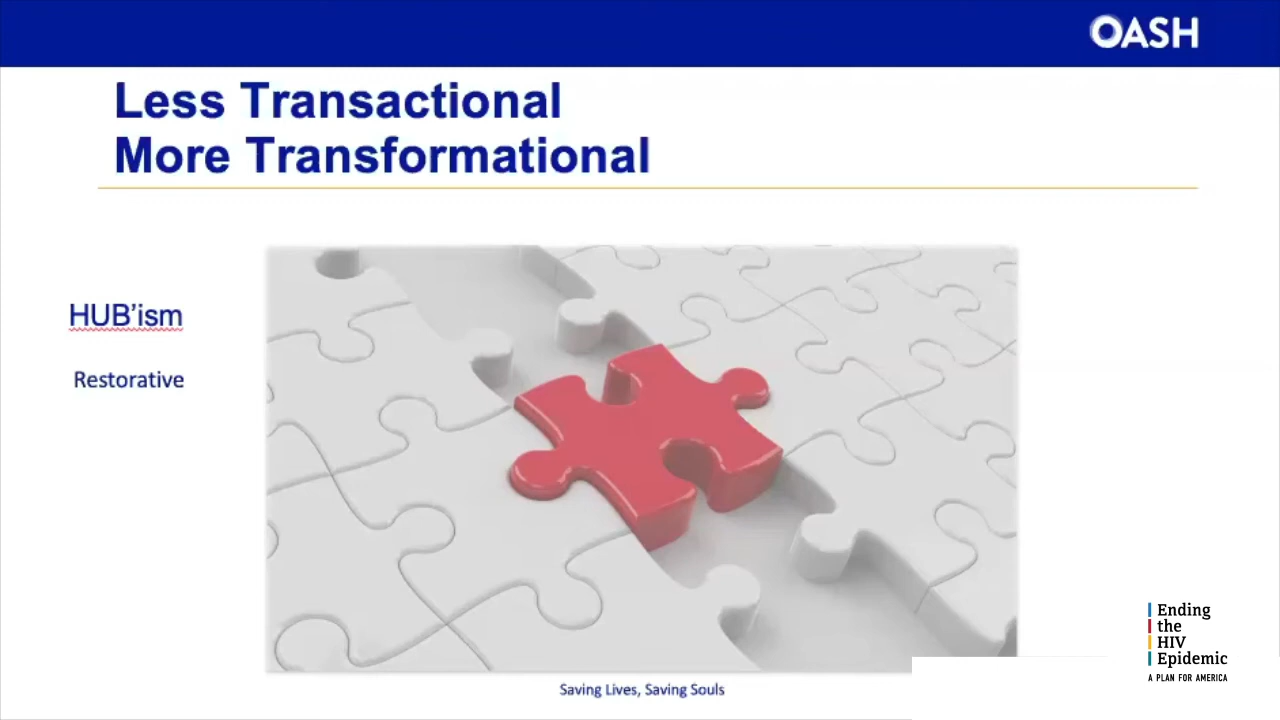 OASH
Less Transactional
More Transformational
HUB'ism
Restorative
Saving Lives, Saving Souls
Ending
the
HIV
Epidemic
A PLAN FOR AMERICA